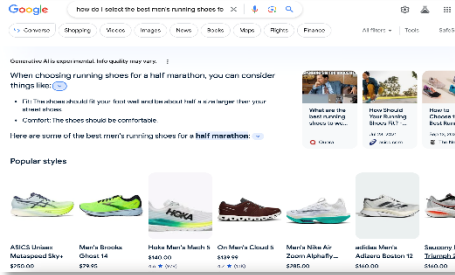 Google
how do i select the best men's running shoes fo
Converse
Shopping
Videos
Images
News
Books
Maps
Flights
Finance
All filters
Tools
Generative AI is experimental. Info quality may vary.
When choosing running shoes for a half marathon, you can consider
things like:
Fit: The shoes should fit your foot well and be about half a size larger than your
street shoes.
Comfort: The shoes should be comfortable.
Here are some of the best men's running shoes for a half marathon:
What are the
best running
shoes to we...
Quora
How Should
Your Running
Shoes Fit? -
How to
Choose t
Popular styles
ASICS Unisex
Metaspeed Sky+
$250.00
Men's Brooks
Ghost 14
$79.95
Hoka Men's Mach 5
$140.00
On Men's Cloud 5
$139.99
Men's Nike Air
Zoom Alphafly
$285.00
adidas Men's
Adizero Boston 12
$160.00
Saucony
Triumph 2
$160.00